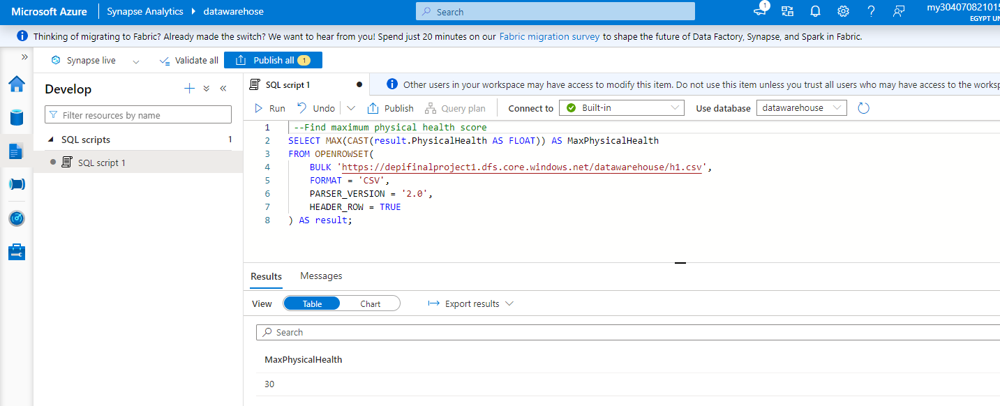 Microsoft Azure
Synapse Analytics
datawarehose
Search
1
my304070821015
EGYPT UN
Thinking of migrating to Fabric? Already made the switch? We want to hear from you! Spend just 20 minutes on our Fabric migration survey to shape the future of Data Factory, Synapse, and Spark in Fabric.
Synapse live
Validate all
Publish all 1
Develop
Filter resources by name
SQL scripts 1
SQL script 1
SQL script 1
Other users in your workspace may have access to modify this item. Do not use this item unless you trust all users who may have access to the worksp
Run
Undo
Publish
Query plan
Connect to
Built-in
Use database
datawarehouse
1 --Find maximum physical health score
2 SELECT MAX(CAST(result.PhysicalHealth AS FLOAT)) AS MaxPhysicalHealth
3 FROM OPENROWSET(
4 BULK 'https://depifinalproject1.dfs.core.windows.net/datawarehouse/h1.csv',
5 FORMAT = 'CSV',
6 PARSER_VERSION = '2.0',
7 HEADER_ROW = TRUE
8 ) AS result;
Results
Messages
View
Table
Chart
Export results
Search
MaxPhysicalHealth
30